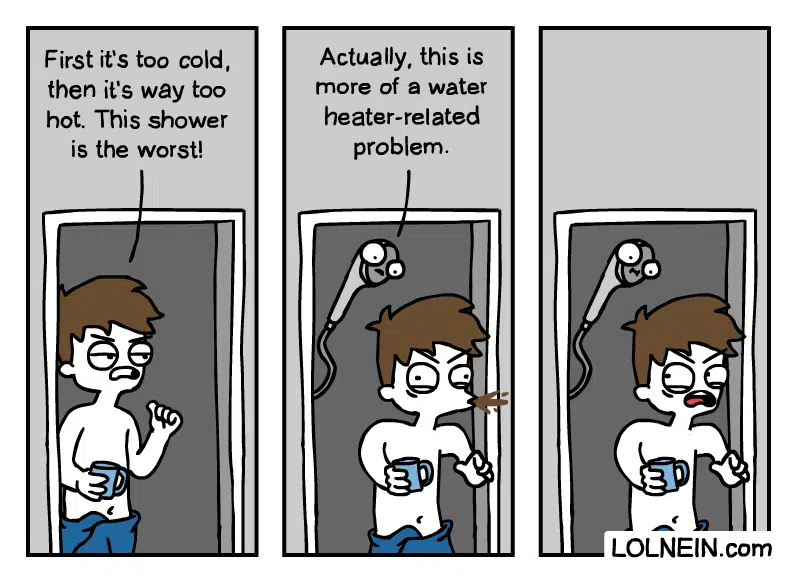 First it's too cold,
then it's way too
hot. This shower
is the worst!
Actually, this is
more of a water
heater-related
problem.
LOLNEIN.com